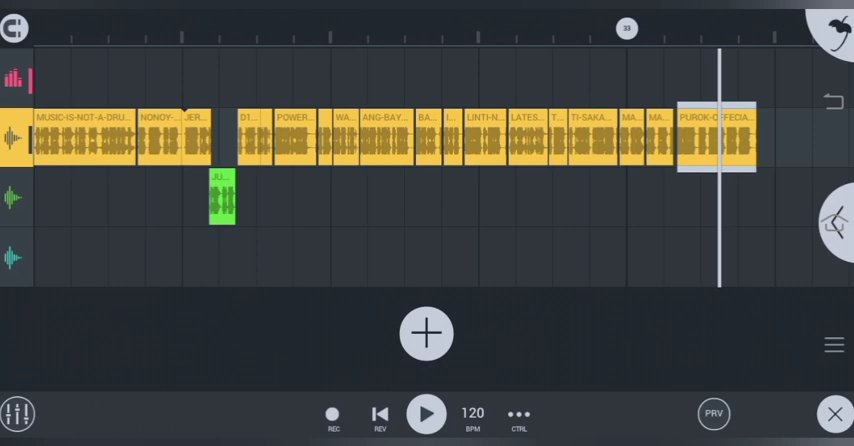 33
MUSIC-IS-NOT-A-DRU...
NONOY-...
JER...
D1...
POWER...
WA...
ANG-BAY...
BA...
I...
LINTI-N...
LATES...
T...
TI-SAKA...
MA...
MA...
PUROK-OFFECIA...
JU...
120
PRV
REC
REV
BPM
CTRL